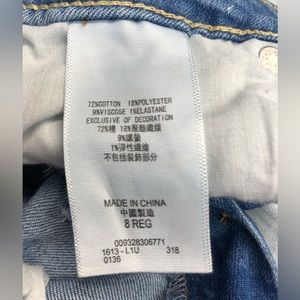 72%COTTON 18%POLYESTER
9%VISCOSE 1%ELASTANE
EXCLUSIVE OF DECORATION
72%棉 18%聚酯纖維
9%嫘縈
1%彈性纖維
不包括裝飾部分
MADE IN CHINA
中國製造
8 REG
009328306771
1613-L1U 318
0136